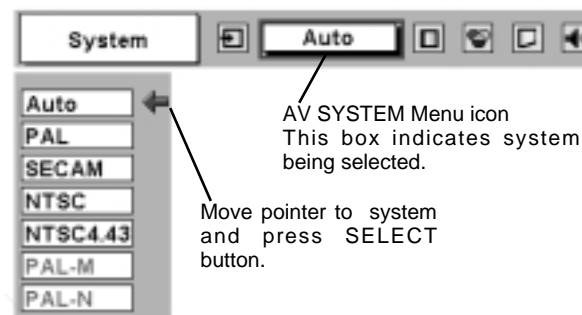 System
Auto
Auto
PAL
SECAM
NTSC
NTSC4.43
PAL-M
PAL-N
AV SYSTEM Menu icon
This box indicates system
being selected.
Move pointer to system
and press SELECT
button.